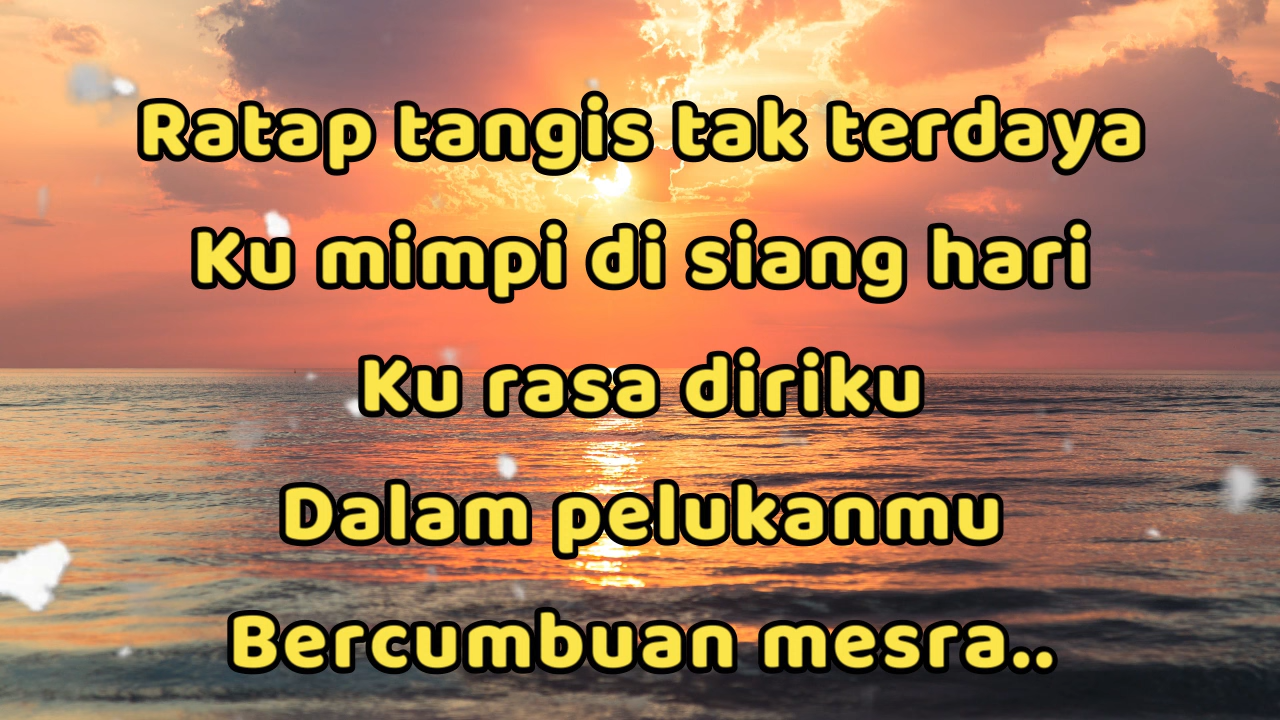 Ratap tangis tak terdaya
Ku mimpi di siang hari
Ku rasa diriku
Dalam pelukanmu
Bercumbuan mesra..